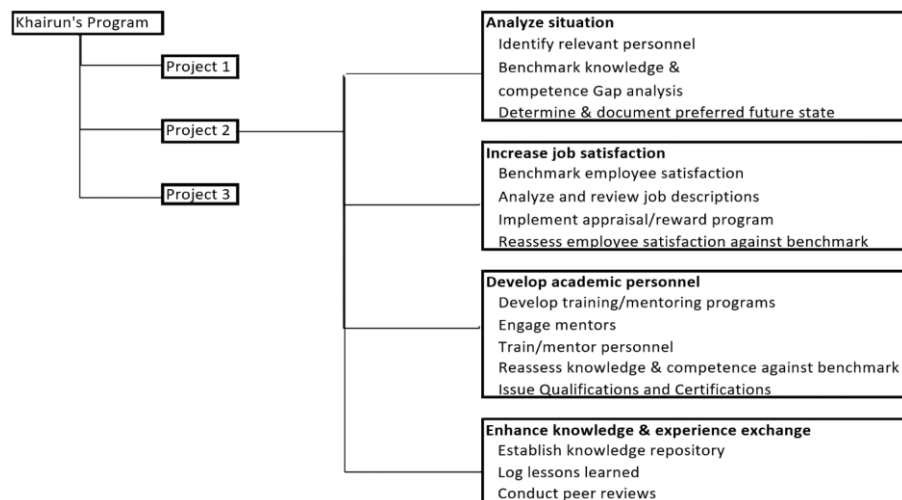 Khairun's Program
Project 1
Project 2
Project 3
Analyze situation
Identify relevant personnel
Benchmark knowledge &
competence Gap analysis
Determine & document preferred future state
Increase job satisfaction
Benchmark employee satisfaction
Analyze and review job descriptions
Implement appraisal/reward program
Reassess employee satisfaction against benchmark
Develop academic personnel
Develop training/mentoring programs
Engage mentors
Train/mentor personnel
Reassess knowledge & competence against benchmark
Issue Qualifications and Certifications
Enhance knowledge & experience exchange
Establish knowledge repository
Log lessons learned
Conduct peer reviews